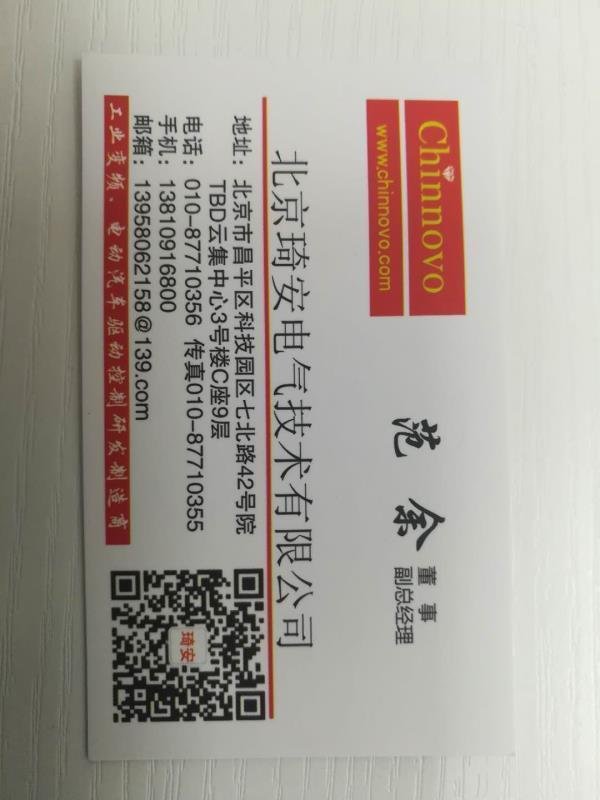 Chinnovo
www.chinnovo.com
范 余
董 事
副总经理
北京琦安电气技术有限公司
地址：北京市昌平区科技园区七北路42号院
TBD云集中心3号楼C座9层
电话：010-87710356 传真010-87710355
手机：13810916800
邮箱：13958062158@139.com
琦安
工业变频、电动汽车驱动控制研发制造商